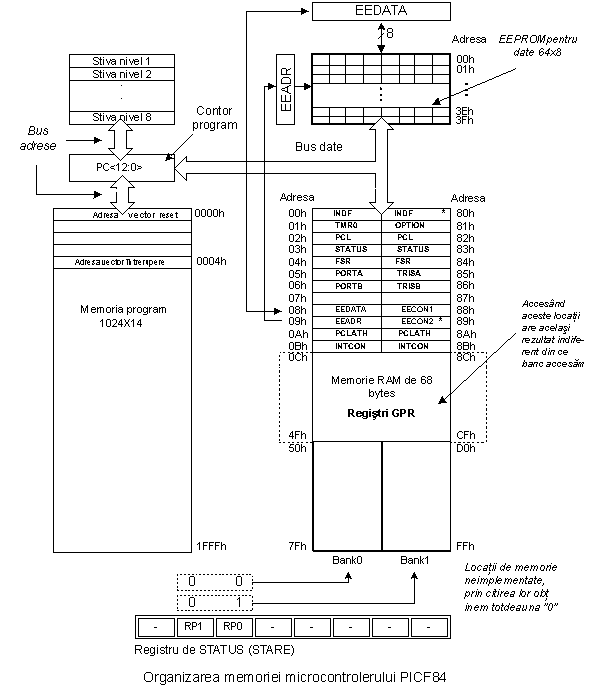 EEDATA
8
Adresa
EEPROM pentru
date 64x8
00h
01h
3Eh
3Fh
EEADR
Stiva nivel 1
Stiva nivel 2
Stiva nivel 8
Contor
program
Bus
adrese
PC<12:0>
Bus date
Adresa vector reset
0000h
Adresa vector întrerupere
0004h
Memoria program
1024X14
1FFFh
Adresa
Adresa
00h INDF INDF * 80h
01h TMR0 OPTION 81h
02h PCL PCL 82h
03h STATUS STATUS 83h
04h FSR FSR 84h
05h PORTA TRISA 85h
06h PORTB TRISB 86h
07h 87h
08h EEDATA EECON1 88h
09h EEADR EECON2 * 89h
0Ah PCLATH PCLATH 8Ah
0Bh INTCON INTCON 8Bh
0Ch 8Ch
Memorie RAM de 68
bytes
Regiştri GPR
4Fh CFh
50h D0h
7Fh FFh
Accesând
aceste locaţii
are acelaşi
rezultat indife-
rent din ce
banc accesăm
Bank0 Bank1
Locaţii de memorie
neimplementate,
prin citirea lor obţ
inem totdeauna "0"
0 0
0 1
- RP1 RP0 - - - - -
Registru de STATUS (STARE)
Organizarea memoriei microcontrolerului PICF84